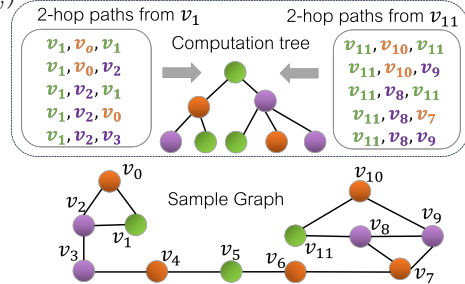 2-hop paths from v₁
2-hop paths from v₁₁
v₁, vₒ, v₁
v₁, v₀, v₂
v₁, v₂, v₁
v₁, v₂, v₀
v₁, v₂, v₃
Computation tree
v₁₁, v₁₀, v₁₁
v₁₁, v₁₀, v₉
v₁₁, v₈, v₁₁
v₁₁, v₈, v₇
v₁₁, v₈, v₉
Sample Graph
v₀
v₂
v₁
v₃
v₄
v₅
v₆
v₇
v₁₀
v₉
v₈
v₁₁